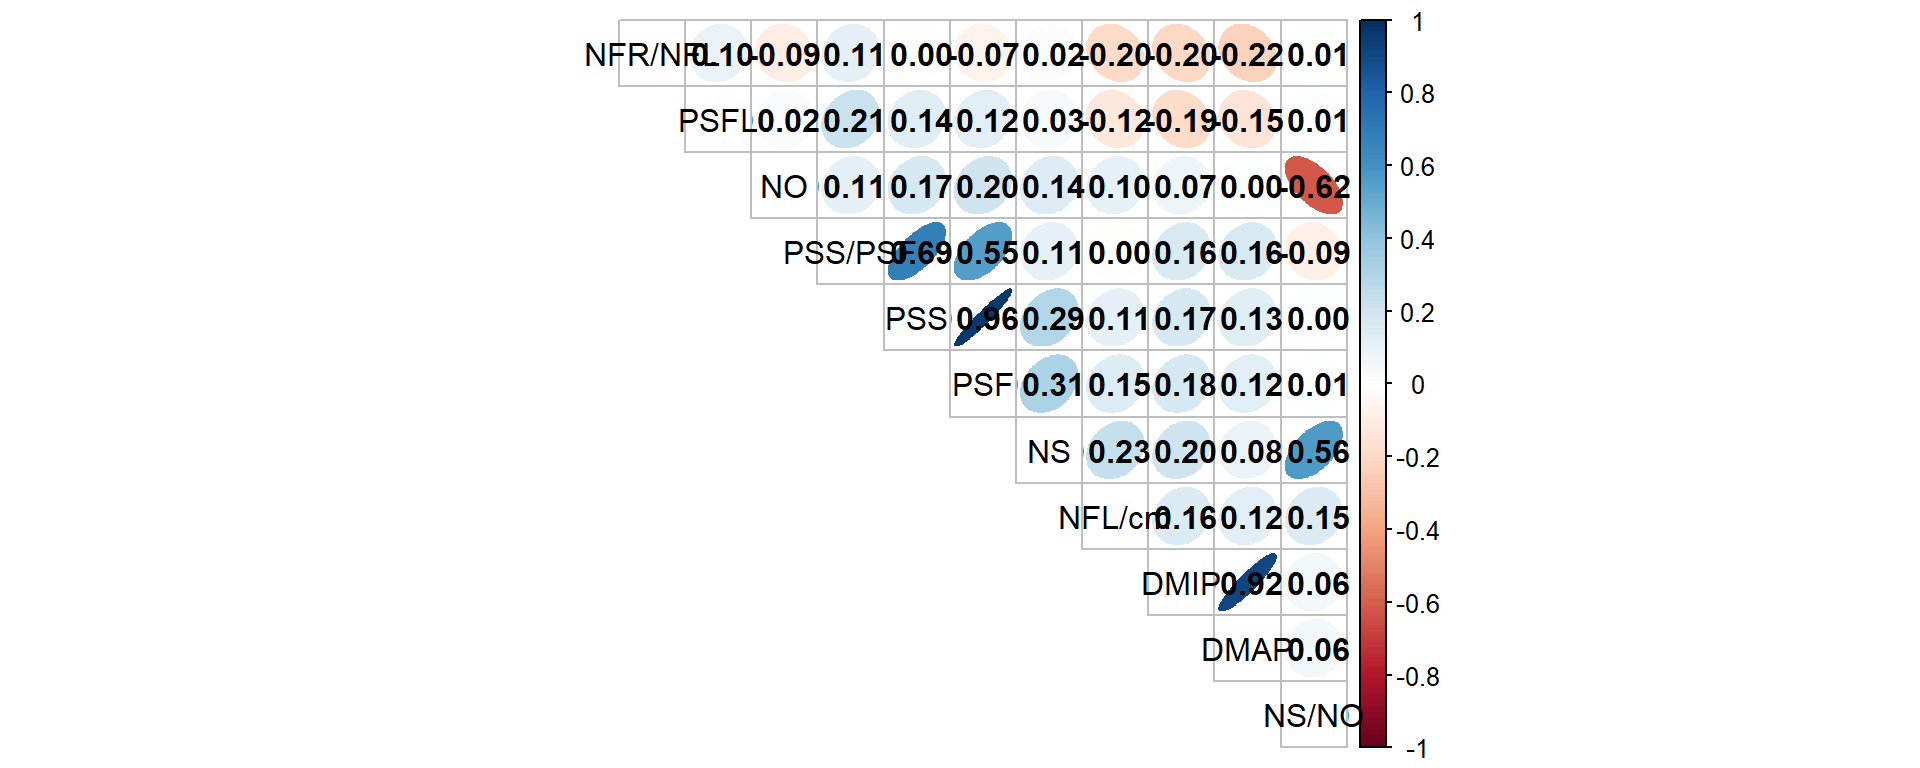 NFR/NFL 0.10 -0.09 0.11 0.00 -0.07 0.02 -0.20 -0.20 -0.22 0.01
PSFL 0.02 0.21 0.14 0.12 0.03 -0.12 -0.19 -0.15 0.01
NO 0.11 0.17 0.20 0.14 0.10 0.07 0.00 -0.62
PSS/PSF 0.69 0.55 0.11 0.00 0.16 0.16 -0.09
PSS 0.96 0.29 0.11 0.17 0.13 0.00
PSF 0.31 0.15 0.18 0.12 0.01
NS 0.23 0.20 0.08 0.56
NFL/cm 0.16 0.12 0.15
DMIP 0.92 0.06
DMAP 0.06
NS/NO
1
0.8
0.6
0.4
0.2
0
-0.2
-0.4
-0.6
-0.8
-1